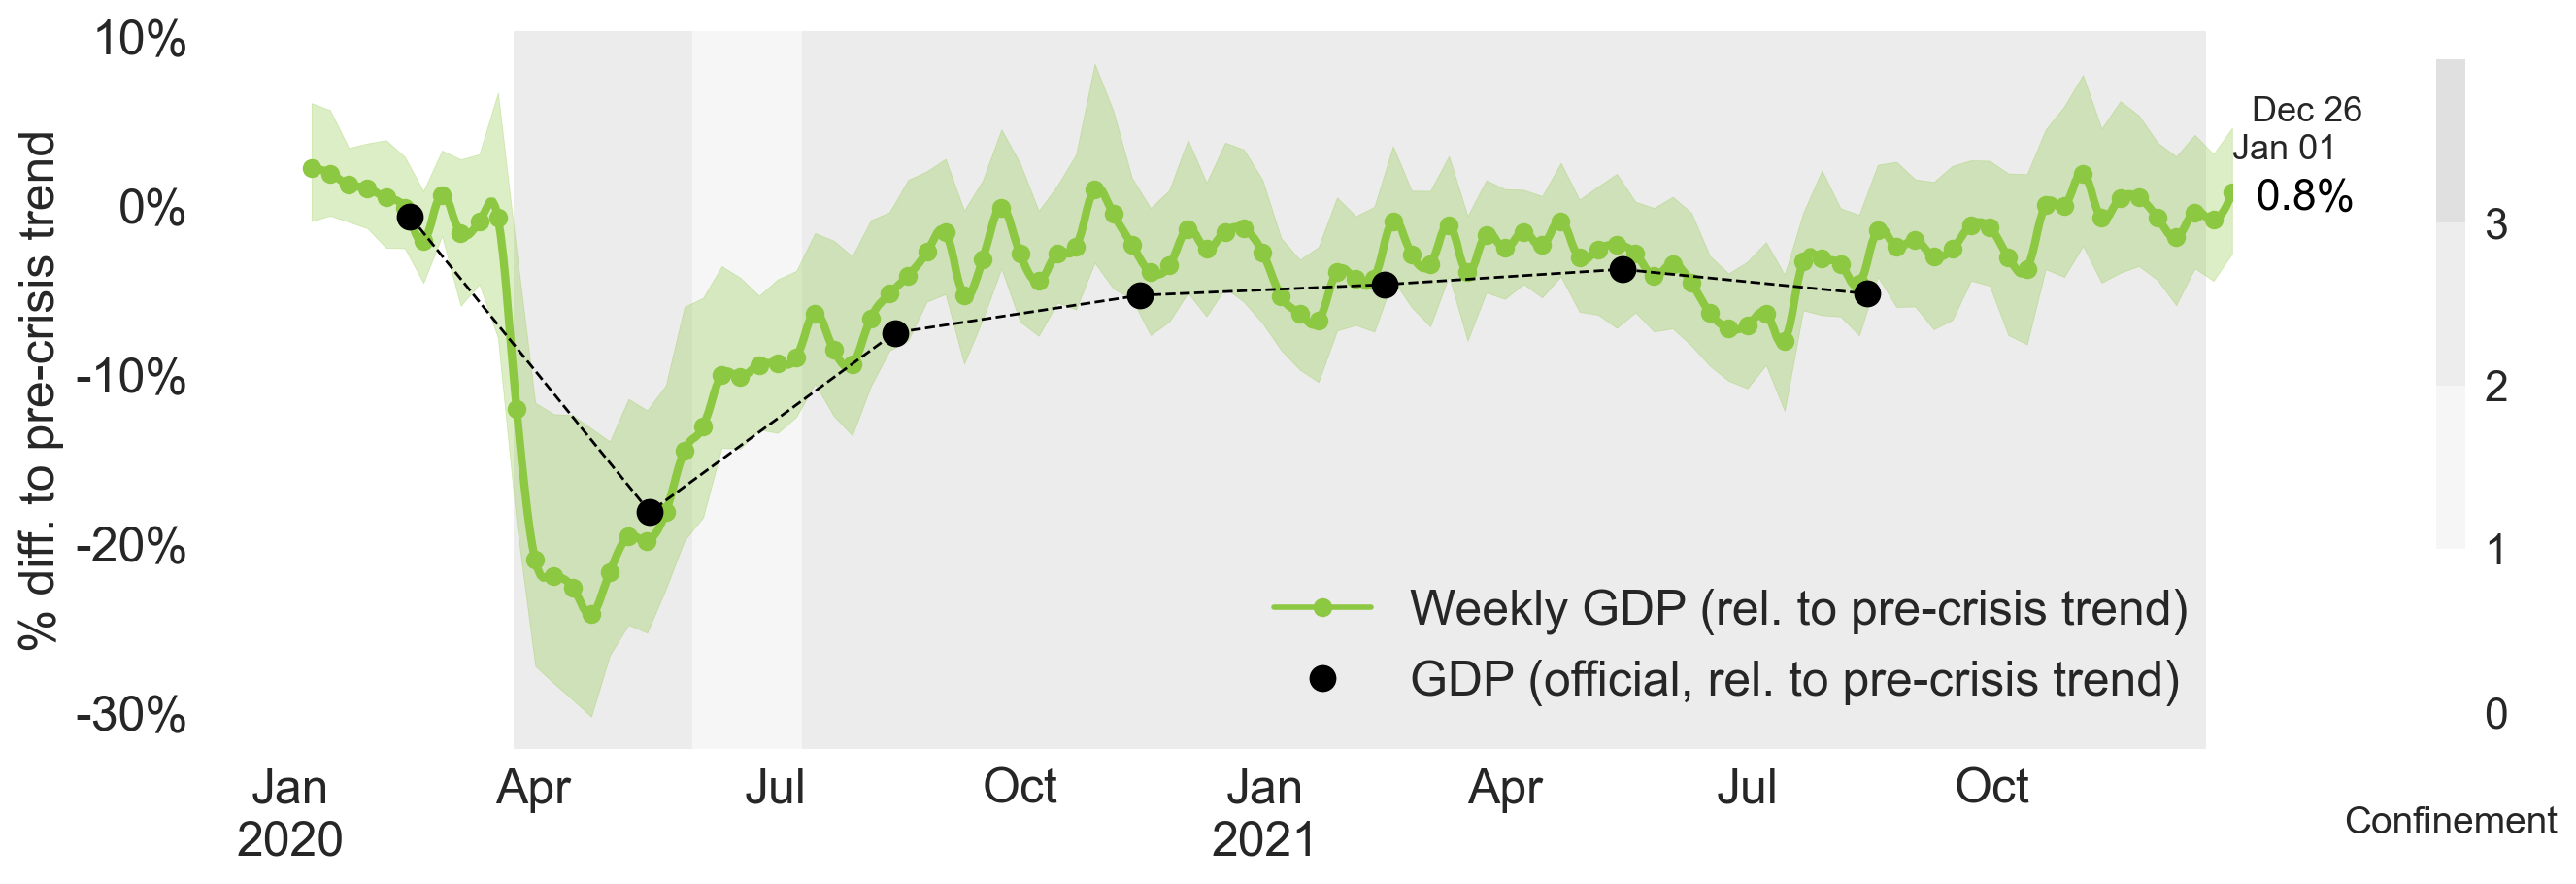 % diff. to pre-crisis trend
10%
0%
-10%
-20%
-30%
Jan
2020
Apr
Jul
Oct
Jan
2021
Apr
Jul
Oct
Dec 26
Jan 01
0.8%
Weekly GDP (rel. to pre-crisis trend)
GDP (official, rel. to pre-crisis trend)
3
2
1
0
Confinement